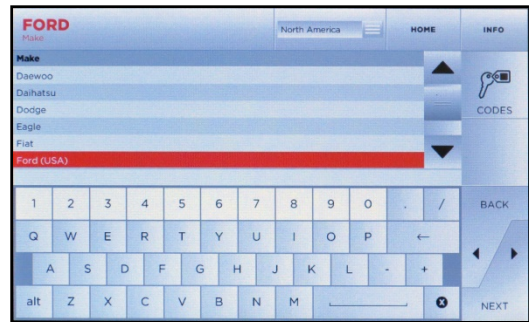 FORD
Make
North America
HOME
INFO
Make
Daewoo
Daihatsu
Dodge
Eagle
Fiat
Ford (USA)
CODES
1 2 3 4 5 6 7 8 9 0 . /
Q W E R T Y U I O P ←
A S D F G H J K L - +
alt Z X C V B N M
BACK
NEXT